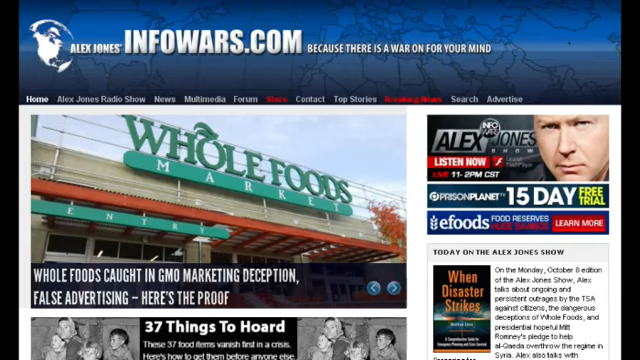 ALEX JONES' INFOWARS.COM BECAUSE THERE IS A WAR ON FOR YOUR MIND
Home Alex Jones Radio Show News Multimedia Forum Store Contact Top Stories Breaking News Search Advertise
WHOLE FOODS
MARKET
ENTRY
WHOLE FOODS CAUGHT IN GMO MARKETING DECEPTION,
FALSE ADVERTISING – HERE'S THE PROOF
37 Things To Hoard
These 37 food items vanish first in a crisis.
Here's how to get them before anyone else.
INFO WARS
ALEX JONES
SHOW
LISTEN NOW
LIVE 11- 2PM CST
PRISONPLANET TV 15 DAY FREE
TRIAL
efoods FOOD RESERVES
HUGE SAVINGS LEARN MORE
TODAY ON THE ALEX JONES SHOW
When
Disaster
Strikes
On the Monday, October 8 edition
of the Alex Jones Show, Alex
talks about ongoing and
persistent outrages by the TSA
against citizens, the dangerous
deceptions of Whole Foods, and
presidential hopeful Mitt
Romney's pledge to help
al-Qaeda overthrow the regime in
Syria. Alex also talks with